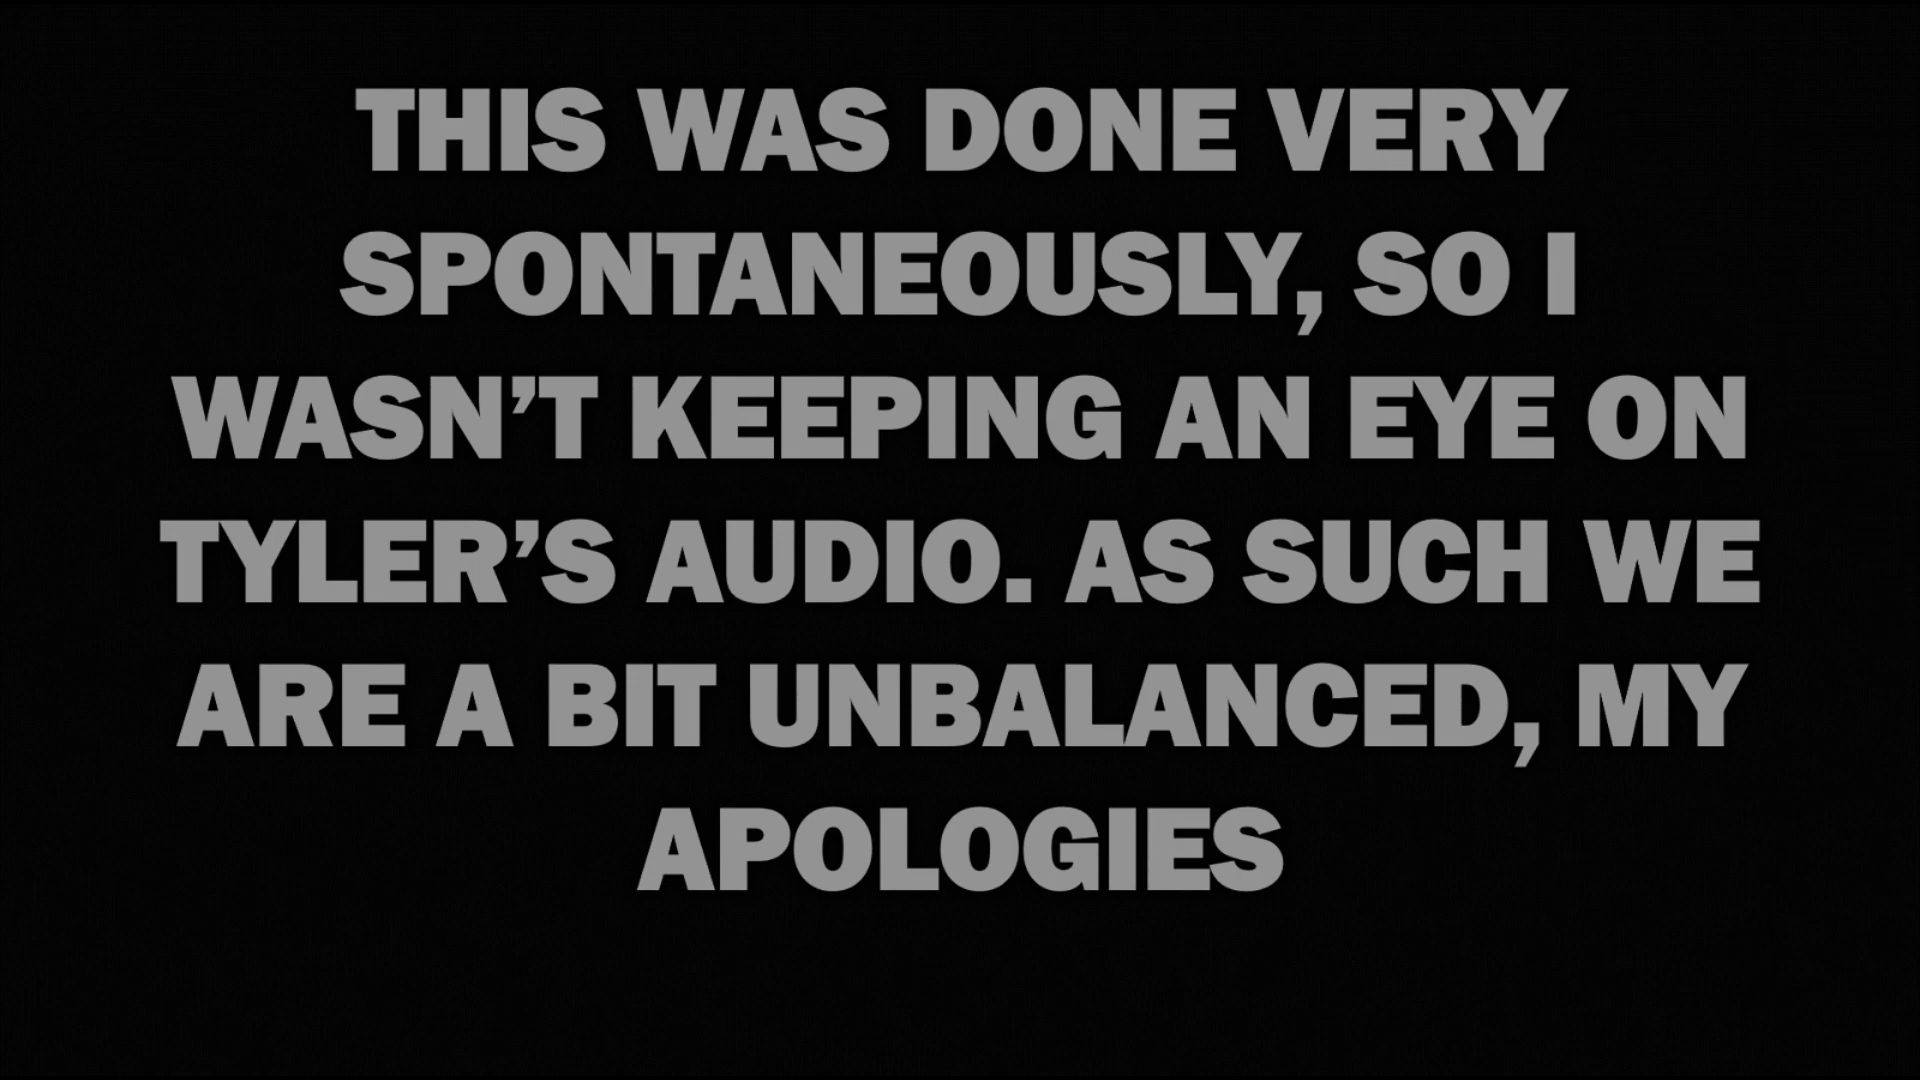 THIS WAS DONE VERY
SPONTANEOUSLY, SO I
WASN’T KEEPING AN EYE ON
TYLER’S AUDIO. AS SUCH WE
ARE A BIT UNBALANCED, MY
APOLOGIES